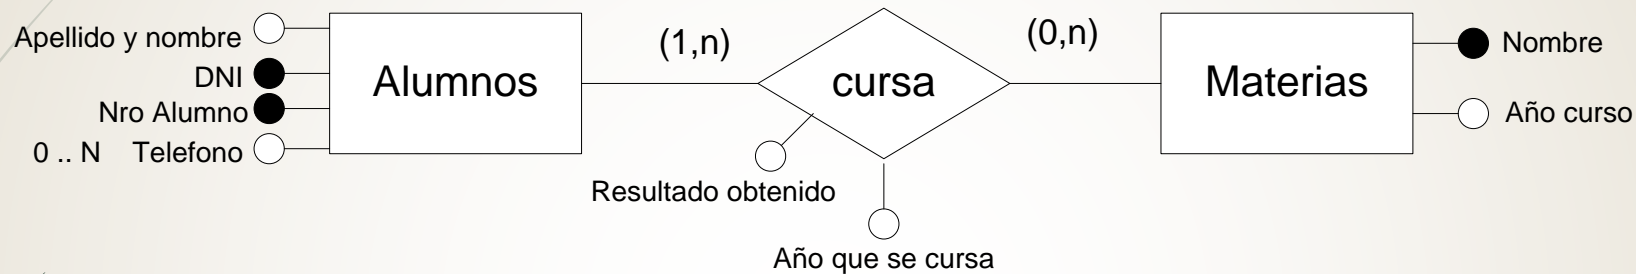 Apellido y nombre
DNI
Nro Alumno
0 .. N Telefono
Alumnos
(1,n)
cursa
(0,n)
Resultado obtenido
Año que se cursa
Materias
Nombre
Año curso